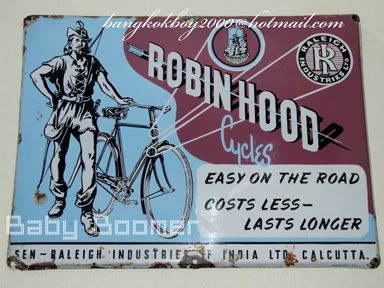 bangkokboy2000@hotmail.com
RALEIGH
INDUSTRIES LTD
RI
ROBIN HOOD
Cycles
EASY ON THE ROAD
COSTS LESS—
LASTS LONGER
Baby Boomer
SEN-RALEIGH INDUSTRIES OF INDIA LTD. CALCUTTA.